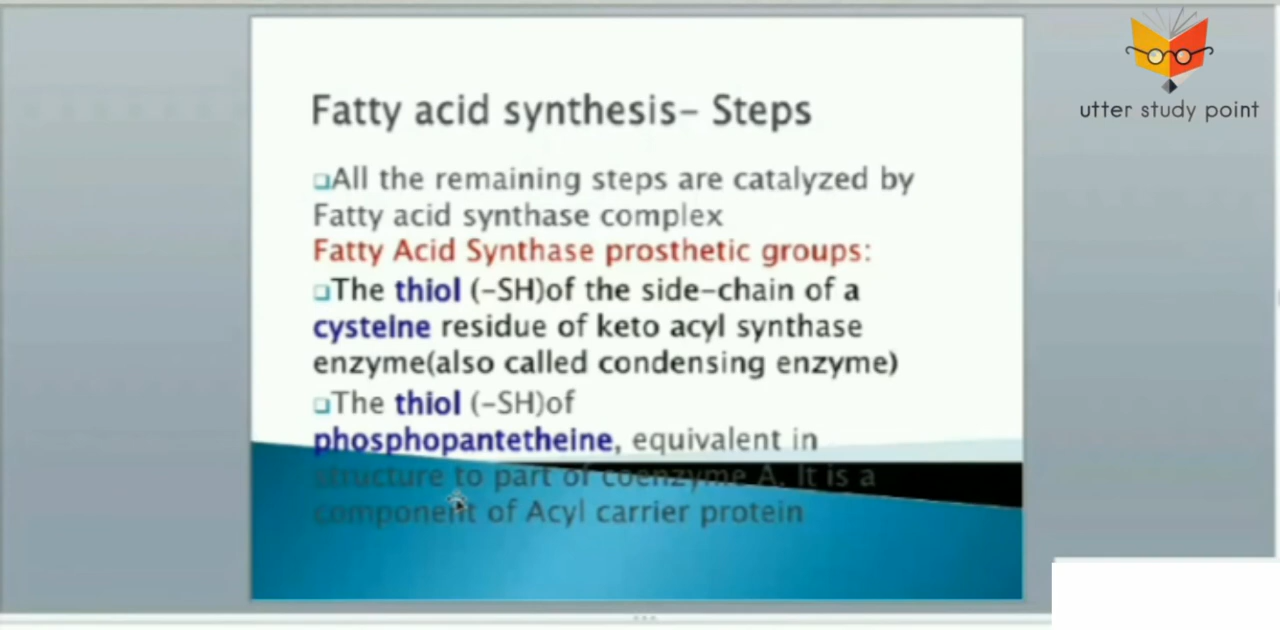 utter study point
Fatty acid synthesis- Steps
❑All the remaining steps are catalyzed by
Fatty acid synthase complex
Fatty Acid Synthase prosthetic groups:
❑The thiol (-SH)of the side-chain of a
cysteine residue of keto acyl synthase
enzyme(also called condensing enzyme)
❑The thiol (-SH)of
phosphopantetheine, equivalent in
structure to part of coenzyme A. It is a
component of Acyl carrier protein